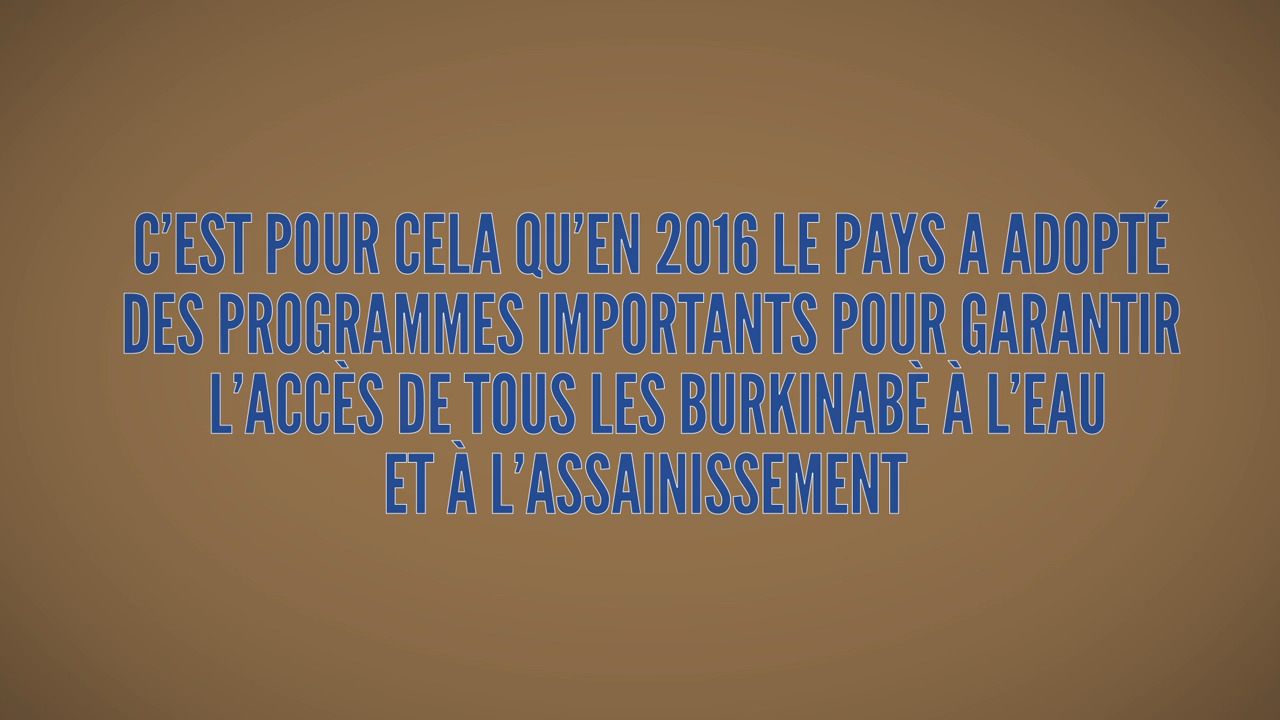 C’EST POUR CELA QU’EN 2016 LE PAYS A ADOPTÉ
DES PROGRAMMES IMPORTANTS POUR GARANTIR
L’ACCÈS DE TOUS LES BURKINABÈ À L’EAU
ET À L’ASSAINISSEMENT